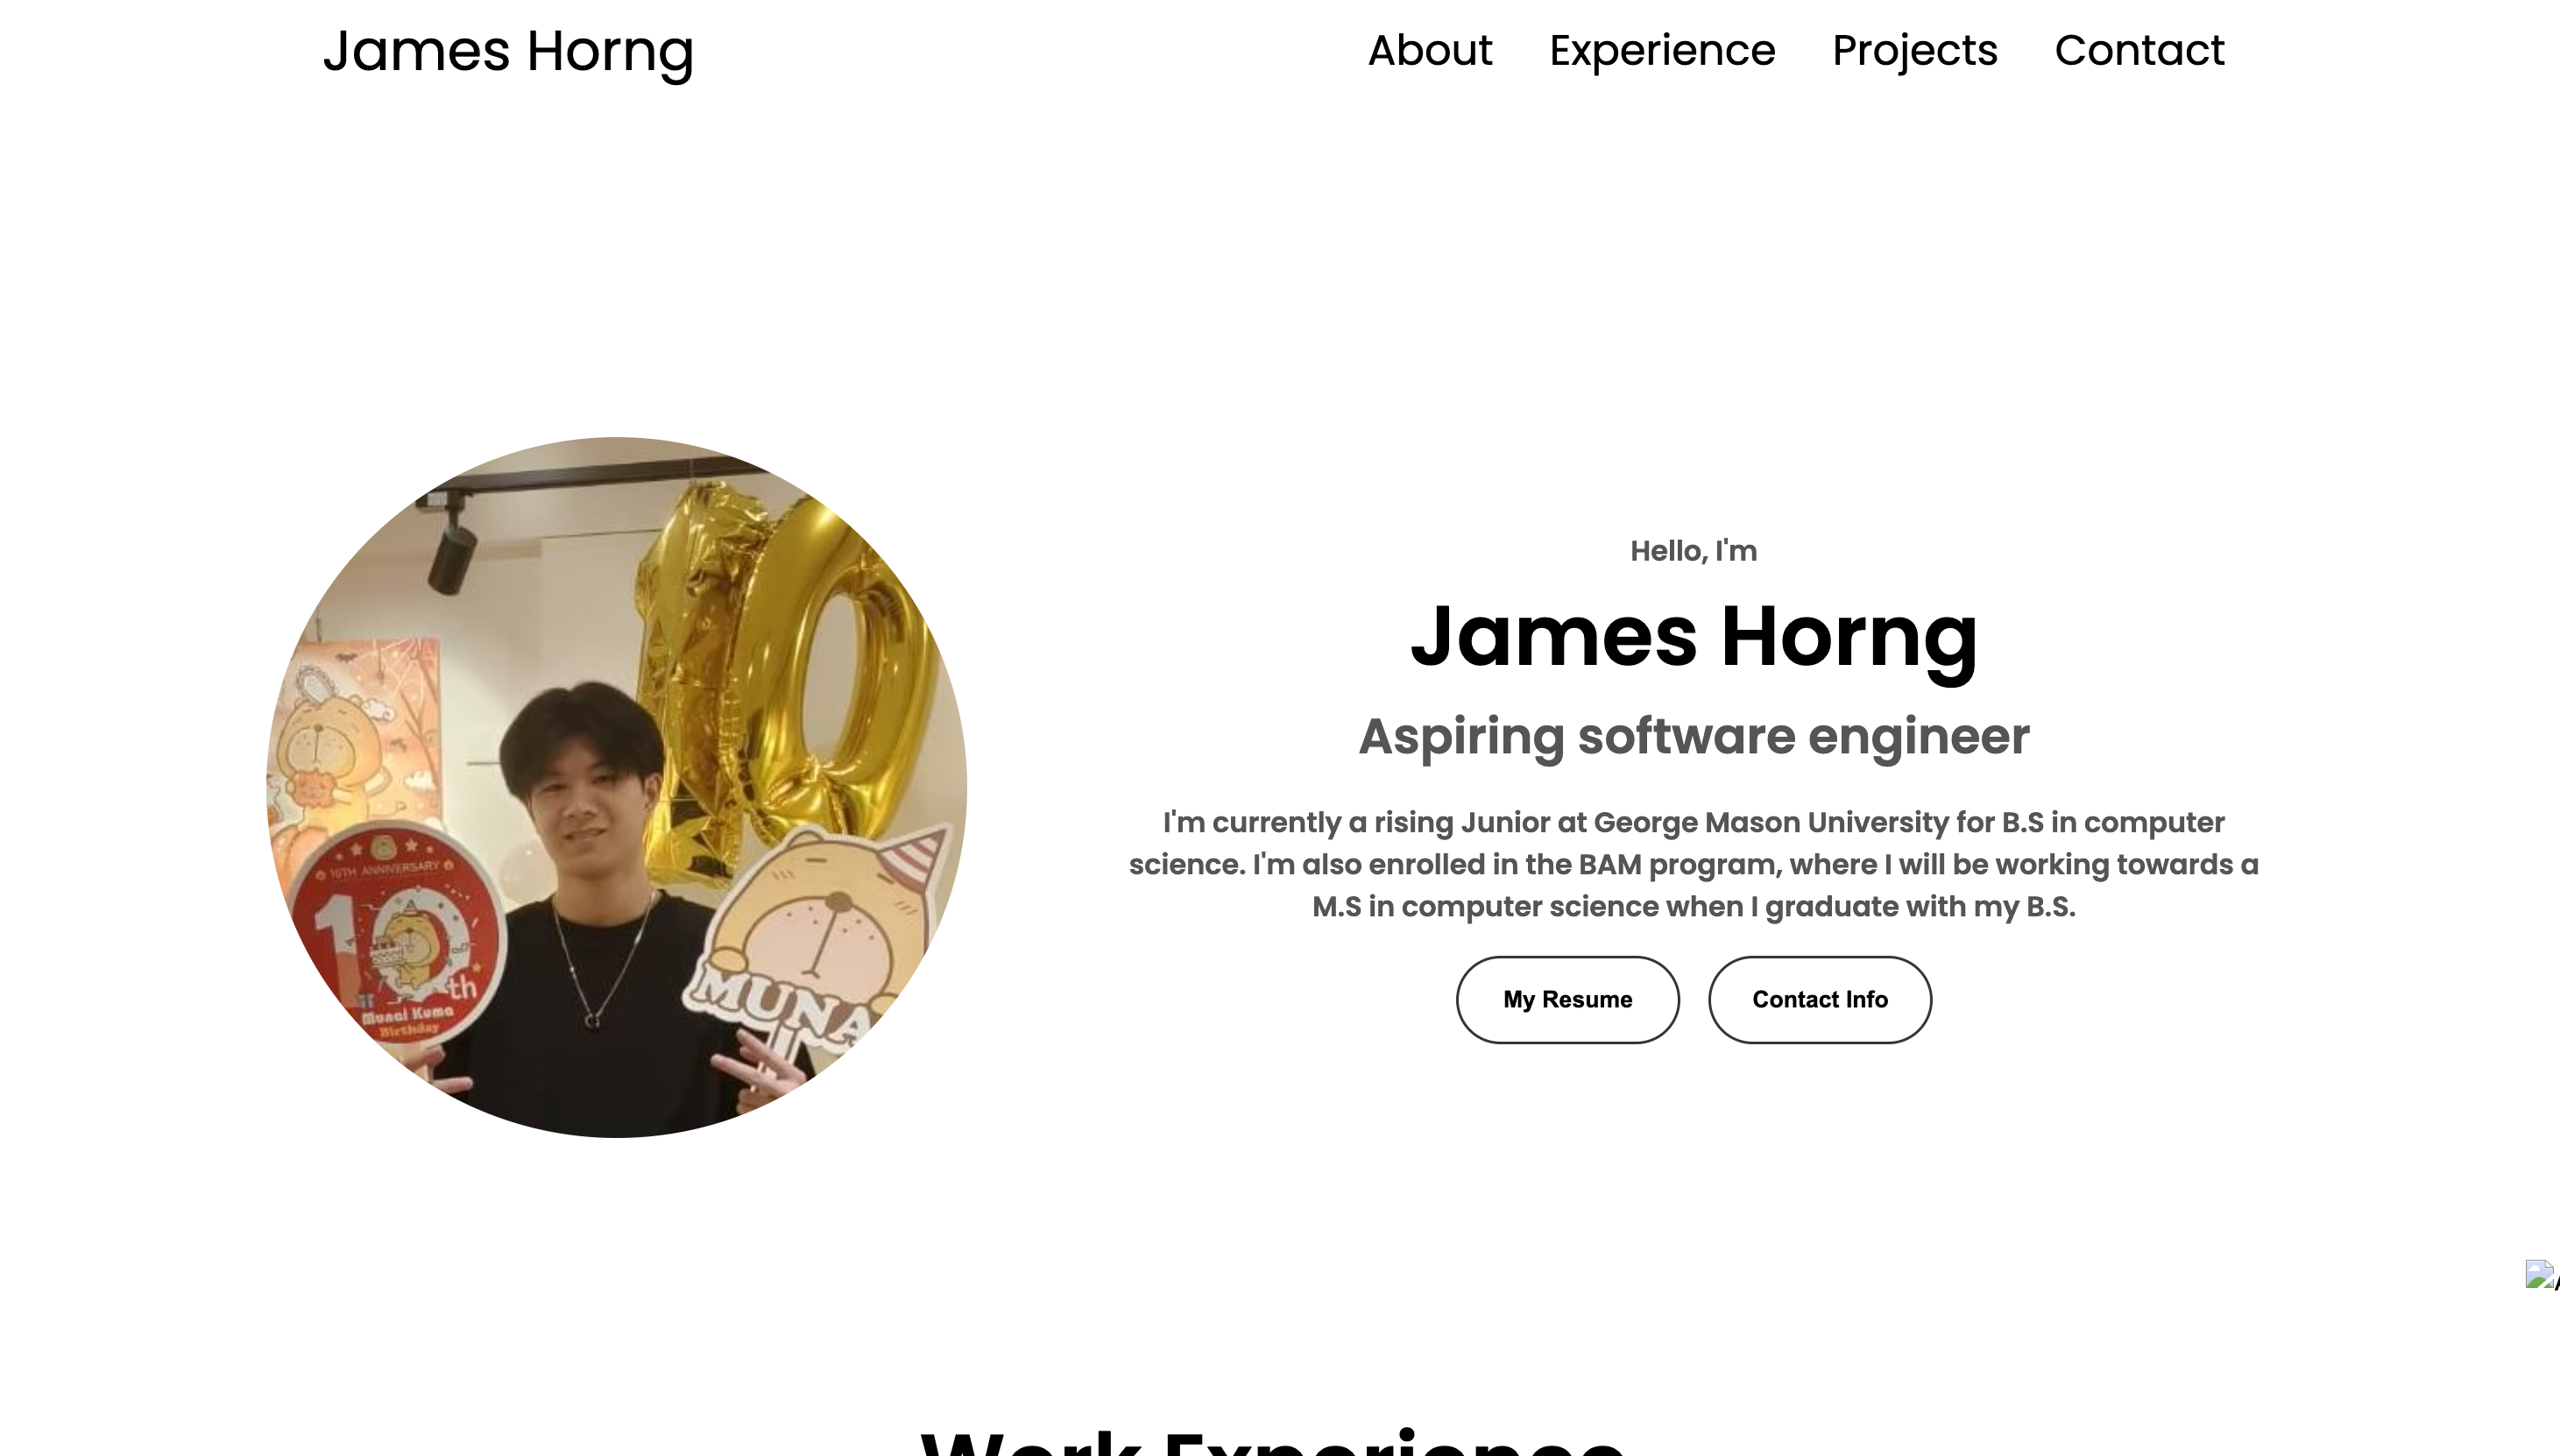 James Horng
About Experience Projects Contact
Hello, I'm
James Horng
Aspiring software engineer
I'm currently a rising Junior at George Mason University for B.S in computer
science. I'm also enrolled in the BAM program, where I will be working towards a
M.S in computer science when I graduate with my B.S.
My Resume
Contact Info
10
10TH ANNIVERSARY
10th
Munai Kuma
Birthday
MUNA
Work Experience